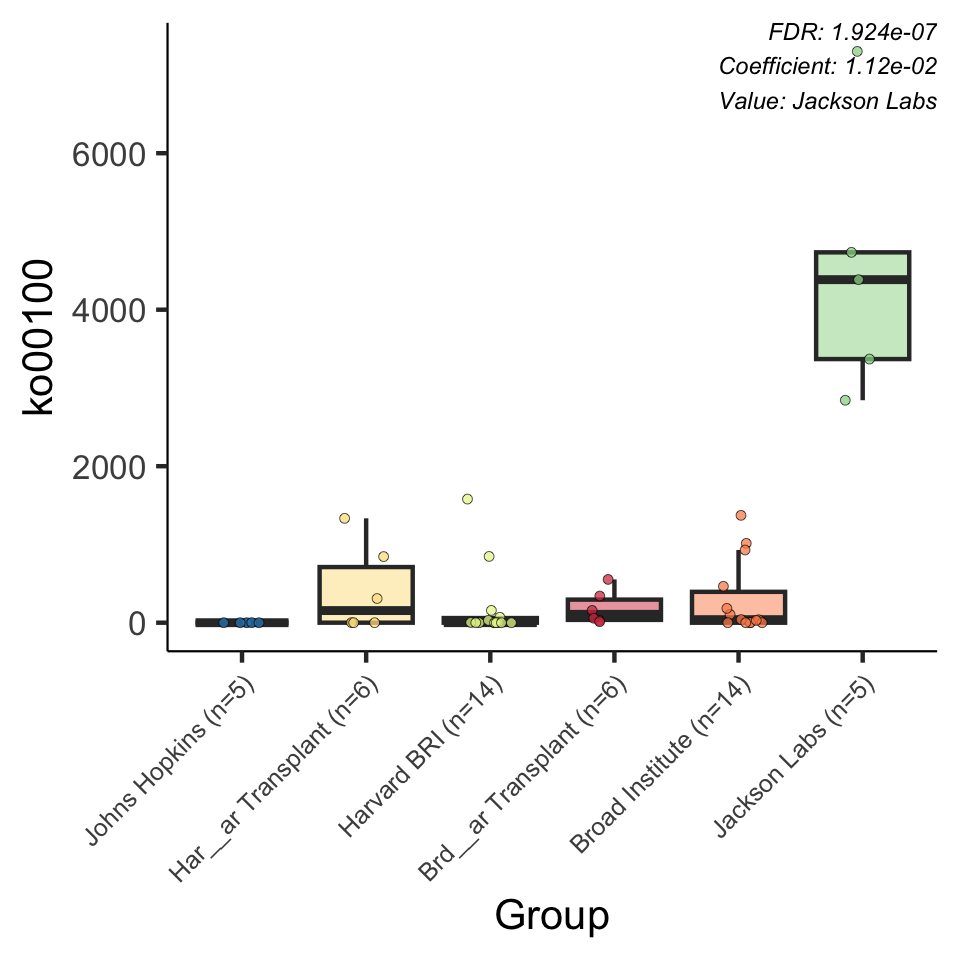 FDR: 1.924e-07
Coefficient: 1.12e-02
Value: Jackson Labs
ko00100
6000
4000
2000
0
Johns Hopkins (n=5)
Har__ar Transplant (n=6)
Harvard BRI (n=14)
Brd__ar Transplant (n=6)
Broad Institute (n=14)
Jackson Labs (n=5)
Group